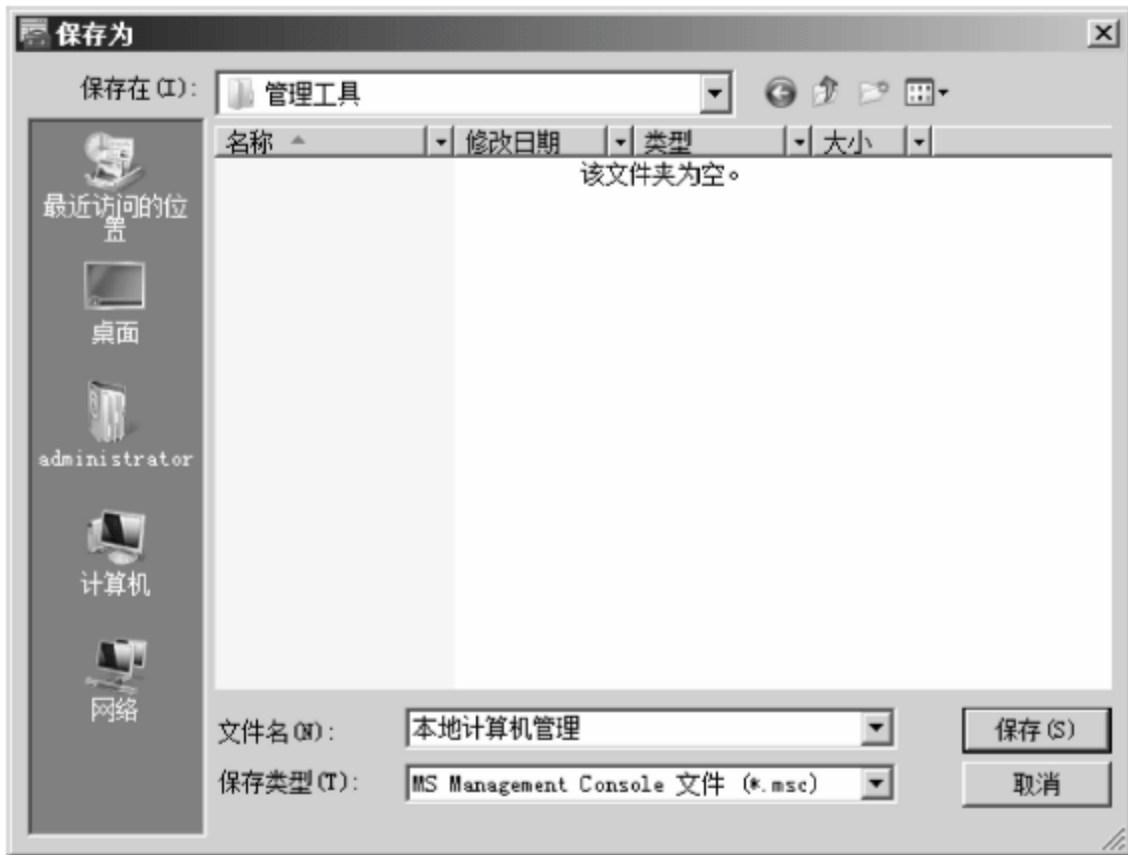 保存为
保存在(I):
管理工具
名称
修改日期
类型
大小
该文件夹为空。
最近访问的位
置
桌面
administrator
计算机
网络
文件名(N):
本地计算机管理
保存(S)
保存类型(T):
MS Management Console 文件 (*.msc)
取消